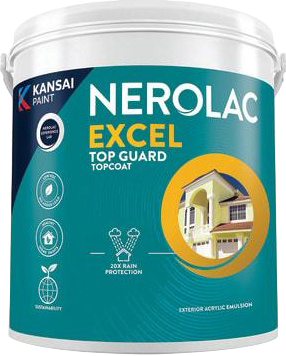 KANSAI
PAINT
NEROLAC
EXCEL
TOP GUARD
TOPCOAT
20X RAIN
PROTECTION
SUSTAINABILITY
EXTERIOR ACRYLIC EMULSION